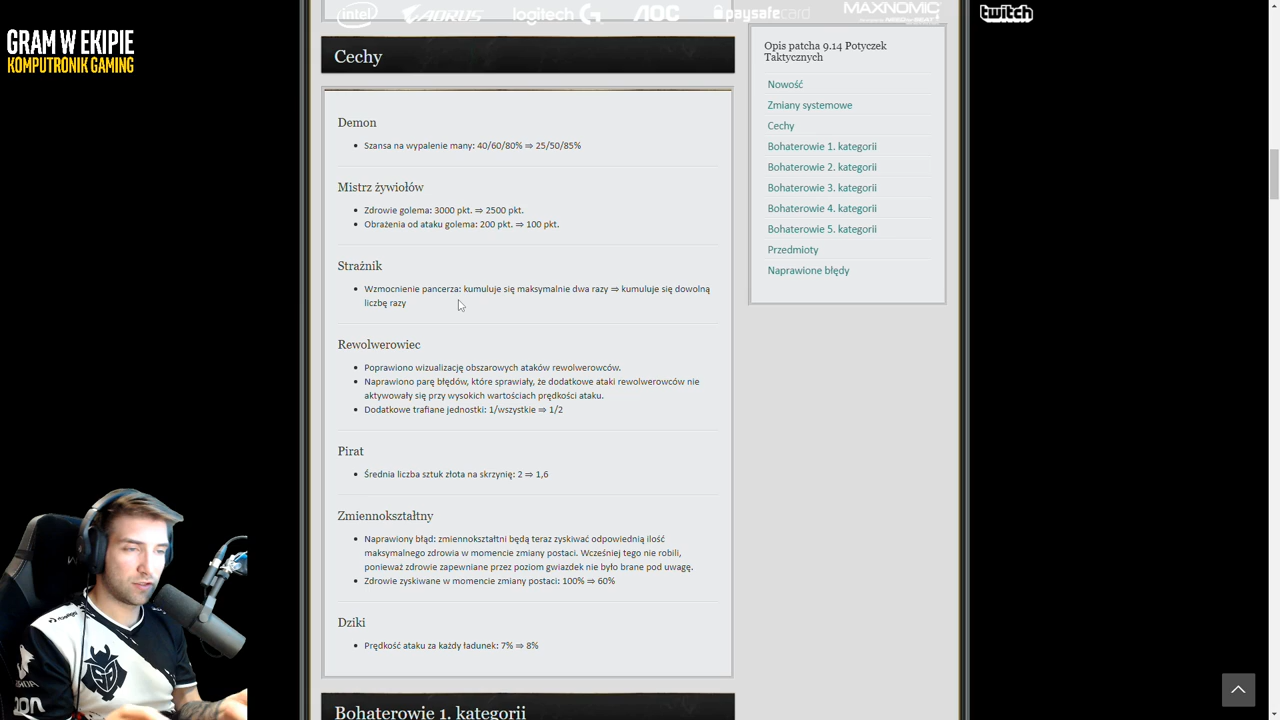 intel
AORUS
logitech G
AOC
paysafecard
MAXNOMIC
twitch
GRAM W EKIPIE
KOMPUTRONIK GAMING
Cechy
Demon
• Szansa na wypalenie many: 40/60/80% ⇒ 25/50/85%
Mistrz żywiołów
• Zdrowie golema: 3000 pkt. ⇒ 2500 pkt.
• Obrażenia od ataku golema: 200 pkt. ⇒ 100 pkt.
Strażnik
• Wzmocnienie pancerza: kumuluje się maksymalnie dwa razy ⇒ kumuluje się dowolną
liczbę razy
Rewolwerowiec
• Poprawiono wizualizację obszarowych ataków rewolwerowców.
• Naprawiono parę błędów, które sprawiały, że dodatkowe ataki rewolwerowców nie
aktywowały się przy wysokich wartościach prędkości ataku.
• Dodatkowe trafiane jednostki: 1/wszystkie ⇒ 1/2
Pirat
• Średnia liczba sztuk złota na skrzynię: 2 ⇒ 1,6
Zmiennokształtny
• Naprawiony błąd: zmiennokształtni będą teraz zyskiwać odpowiednią ilość
maksymalnego zdrowia w momencie zmiany postaci. Wcześniej tego nie robili,
ponieważ zdrowie zapewniane przez poziom gwiazdek nie było brane pod uwagę.
• Zdrowie zyskiwane w momencie zmiany postaci: 100% ⇒ 60%
Dziki
• Prędkość ataku za każdy ładunek: 7% ⇒ 8%
Bohaterowie 1. kategorii
Opis patcha 9.14 Potyczek
Taktycznych
Nowość
Zmiany systemowe
Cechy
Bohaterowie 1. kategorii
Bohaterowie 2. kategorii
Bohaterowie 3. kategorii
Bohaterowie 4. kategorii
Bohaterowie 5. kategorii
Przedmioty
Naprawione błędy